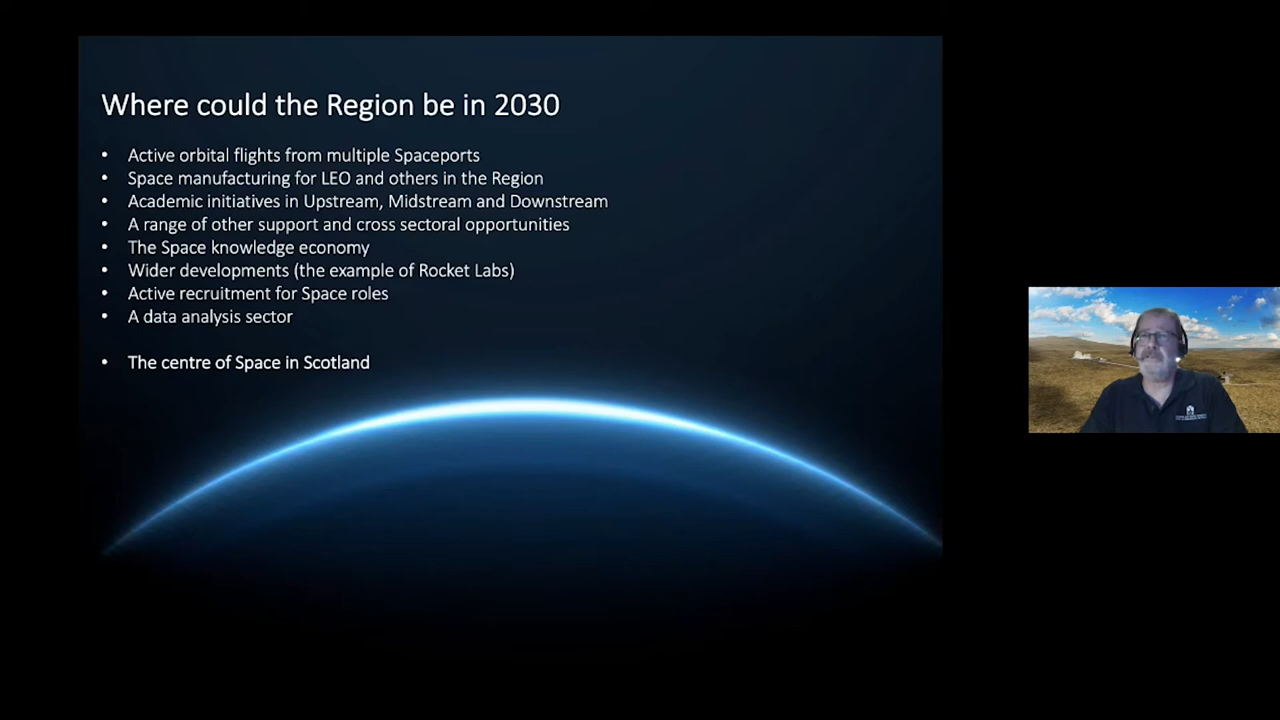 Where could the Region be in 2030
• Active orbital flights from multiple Spaceports
• Space manufacturing for LEO and others in the Region
• Academic initiatives in Upstream, Midstream and Downstream
• A range of other support and cross sectoral opportunities
• The Space knowledge economy
• Wider developments (the example of Rocket Labs)
• Active recruitment for Space roles
• A data analysis sector
• The centre of Space in Scotland